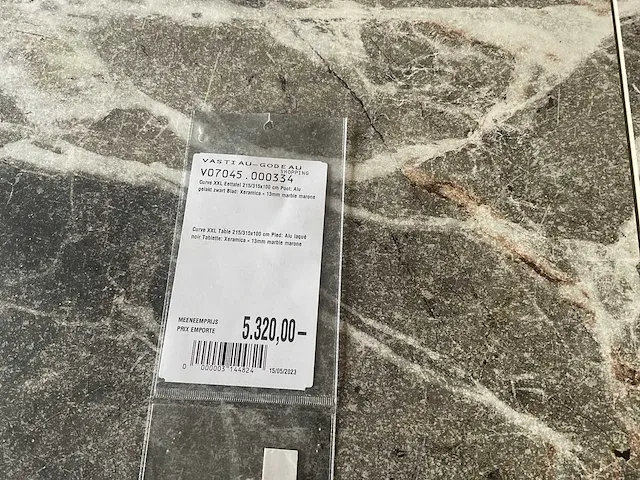 VASTIAU-GODEAU
SHOPPING
V07045.000334
Curve XXL Eettafel 215/315x100 cm Poot: Alu
gelakt zwart Blad: Xeramica + 13mm marble marone
Curve XXL Table 215/315x100 cm Pied: Alu laqué
noir Tablette: Xeramica + 13mm marble marone
MEENEEMPRIJS
PRIX EMPORTE
5.320,00–
0 000003 144824
15/05/2023